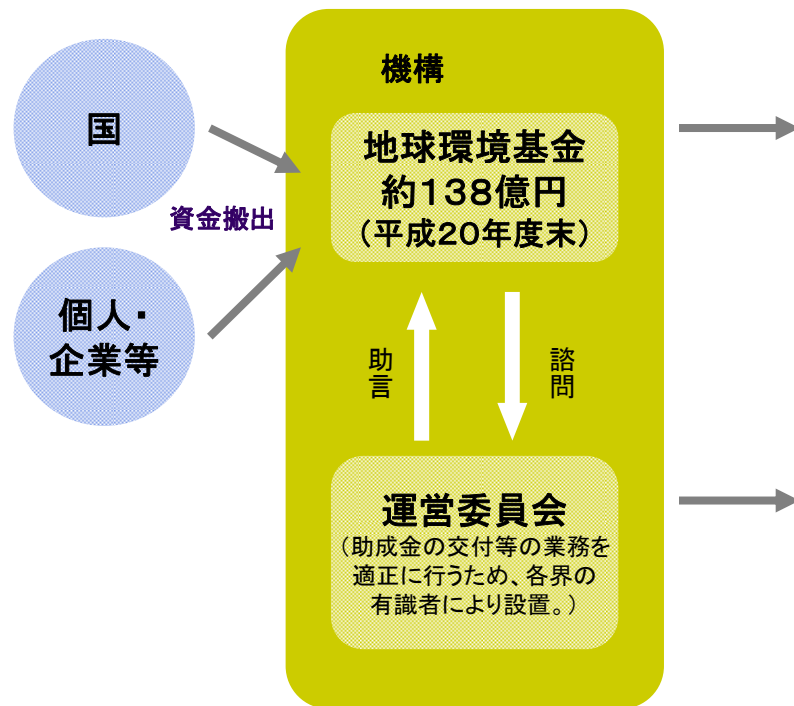 機構
国
地球環境基金
約138億円
(平成20年度末)
資金搬出
個人・
企業等
助言
諮問
運営委員会
(助成金の交付等の業務を
適正に行うため、各界の
有識者により設置。)